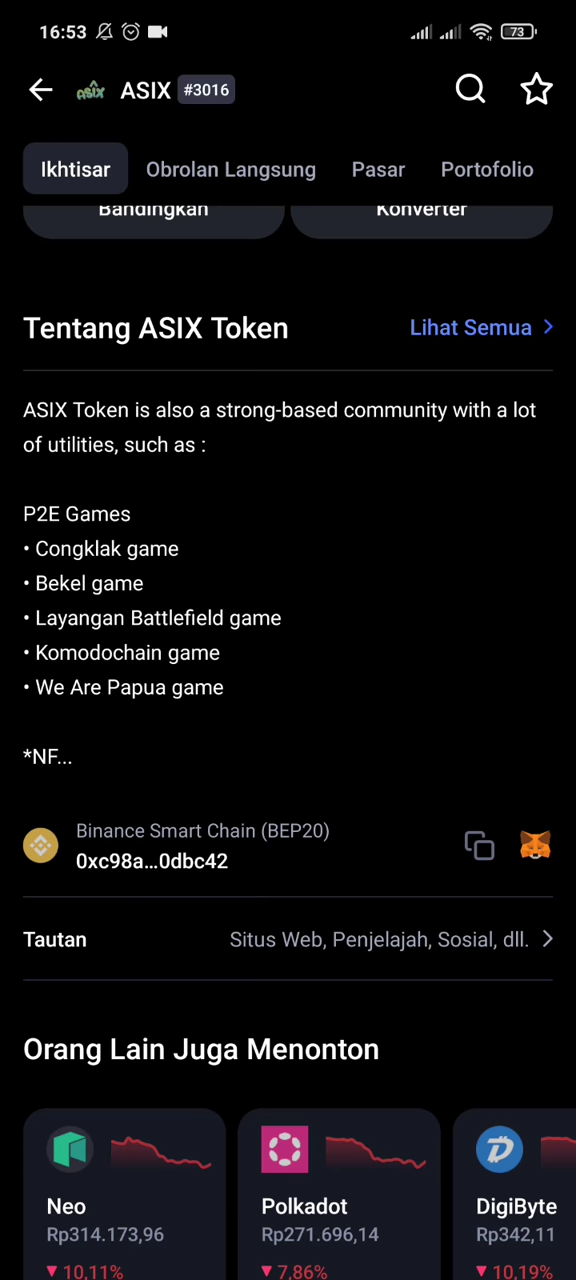 16:53
73
asix
ASIX #3016
Ikhtisar Obrolan Langsung Pasar Portofolio
Bandingkan Konverter
Tentang ASIX Token Lihat Semua
ASIX Token is also a strong-based community with a lot
of utilities, such as :
P2E Games
• Congklak game
• Bekel game
• Layangan Battlefield game
• Komodochain game
• We Are Papua game
*NF...
Binance Smart Chain (BEP20)
0xc98a...0dbc42
Tautan Situs Web, Penjelajah, Sosial, dll.
Orang Lain Juga Menonton
Neo Polkadot DigiByte
Rp314.173,96 Rp271.696,14 Rp342,11
▼ 10,11% ▼ 7,86% ▼ 10,19%